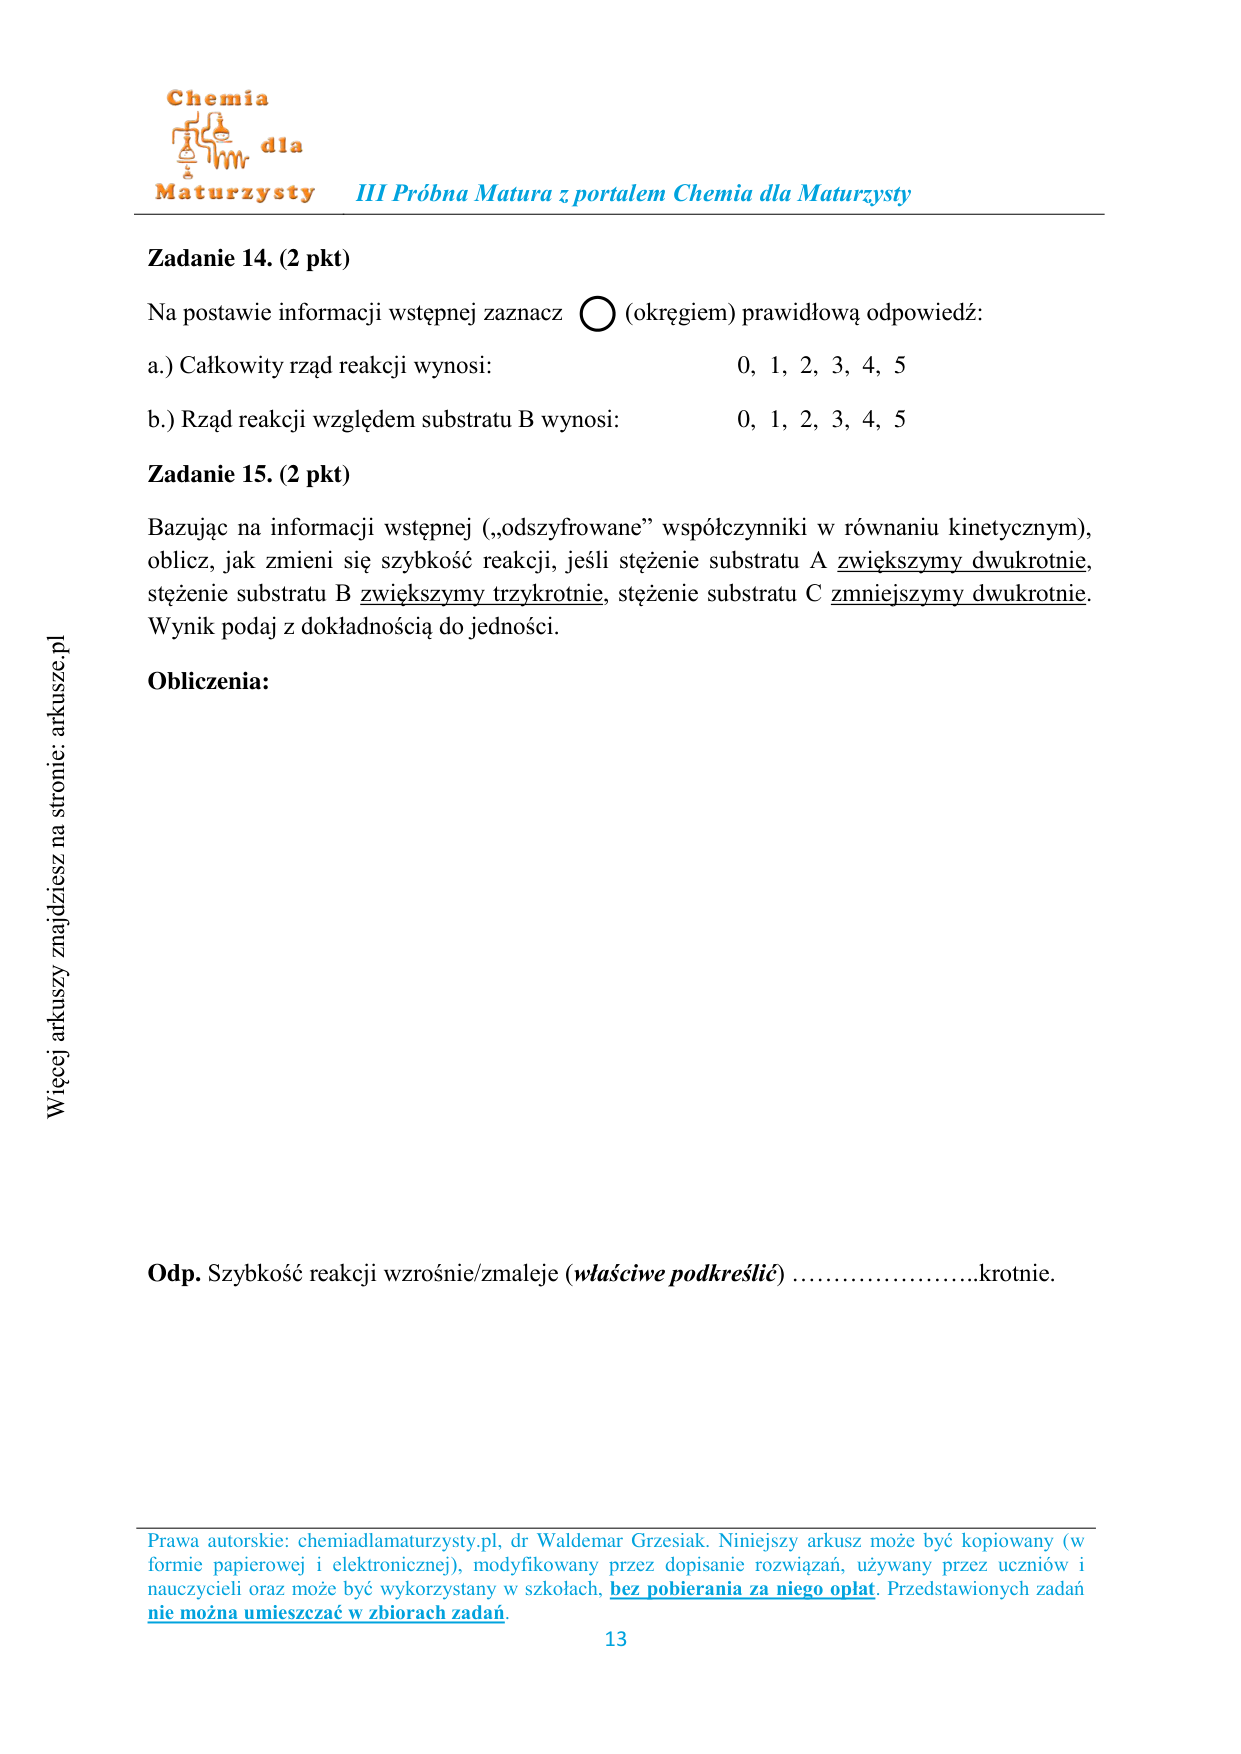 Chemia
dla
Maturzysty
III Próbna Matura z portalem Chemia dla Maturzysty
Zadanie 14. (2 pkt)
Na postawie informacji wstępnej zaznacz (okręgiem) prawidłową odpowiedź:
a.) Całkowity rząd reakcji wynosi: 0, 1, 2, 3, 4, 5
b.) Rząd reakcji względem substratu B wynosi: 0, 1, 2, 3, 4, 5
Zadanie 15. (2 pkt)
Bazując na informacji wstępnej („odszyfrowane” współczynniki w równaniu kinetycznym),
oblicz, jak zmieni się szybkość reakcji, jeśli stężenie substratu A zwiększymy dwukrotnie,
stężenie substratu B zwiększymy trzykrotnie, stężenie substratu C zmniejszymy dwukrotnie.
Wynik podaj z dokładnością do jedności.
Obliczenia:
Odp. Szybkość reakcji wzrośnie/zmaleje (właściwe podkreślić) …………………..krotnie.
Więcej arkuszy znajdziesz na stronie: arkusze.pl
Prawa autorskie: chemiadlamaturzysty.pl, dr Waldemar Grzesiak. Niniejszy arkusz może być kopiowany (w
formie papierowej i elektronicznej), modyfikowany przez dopisanie rozwiązań, używany przez uczniów i
nauczycieli oraz może być wykorzystany w szkołach, bez pobierania za niego opłat. Przedstawionych zadań
nie można umieszczać w zbiorach zadań.
13